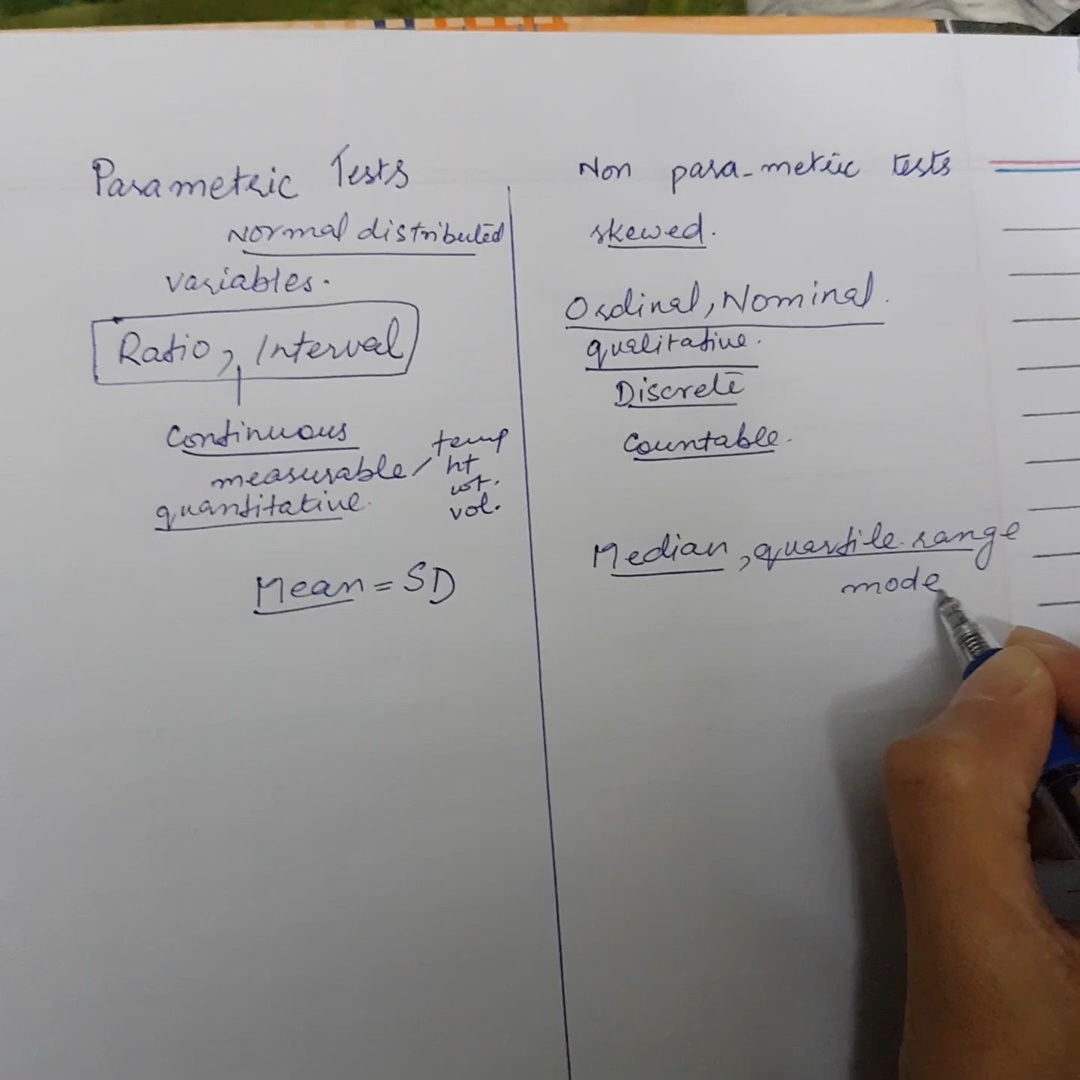 Parametric Tests
Normal distributed
variables.
Ratio, Interval
Continuous
measurable / temp
ht
wt.
vol.
quantitative.
Mean = SD
Non para-metric tests
skewed.
Ordinal, Nominal.
qualitative.
Discrete
Countable.
Median, quartile range
mode